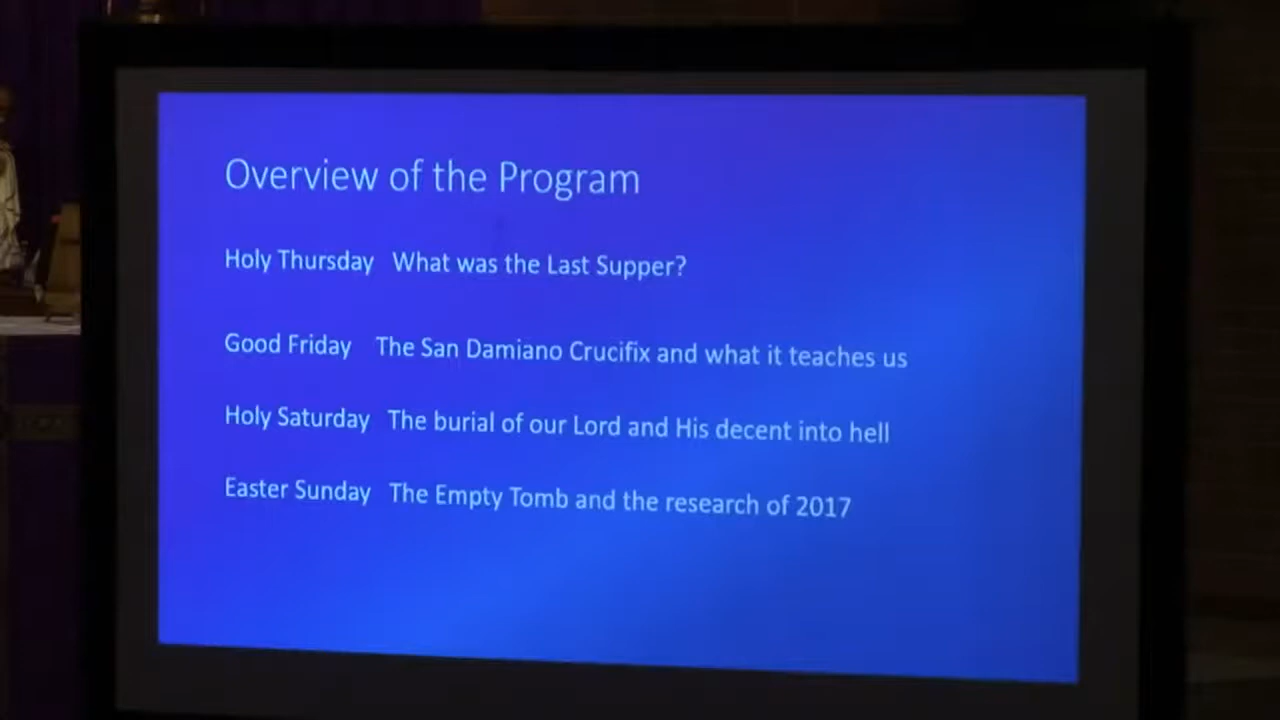 Overview of the Program
Holy Thursday What was the Last Supper?
Good Friday The San Damiano Crucifix and what it teaches us
Holy Saturday The burial of our Lord and His decent into hell
Easter Sunday The Empty Tomb and the research of 2017